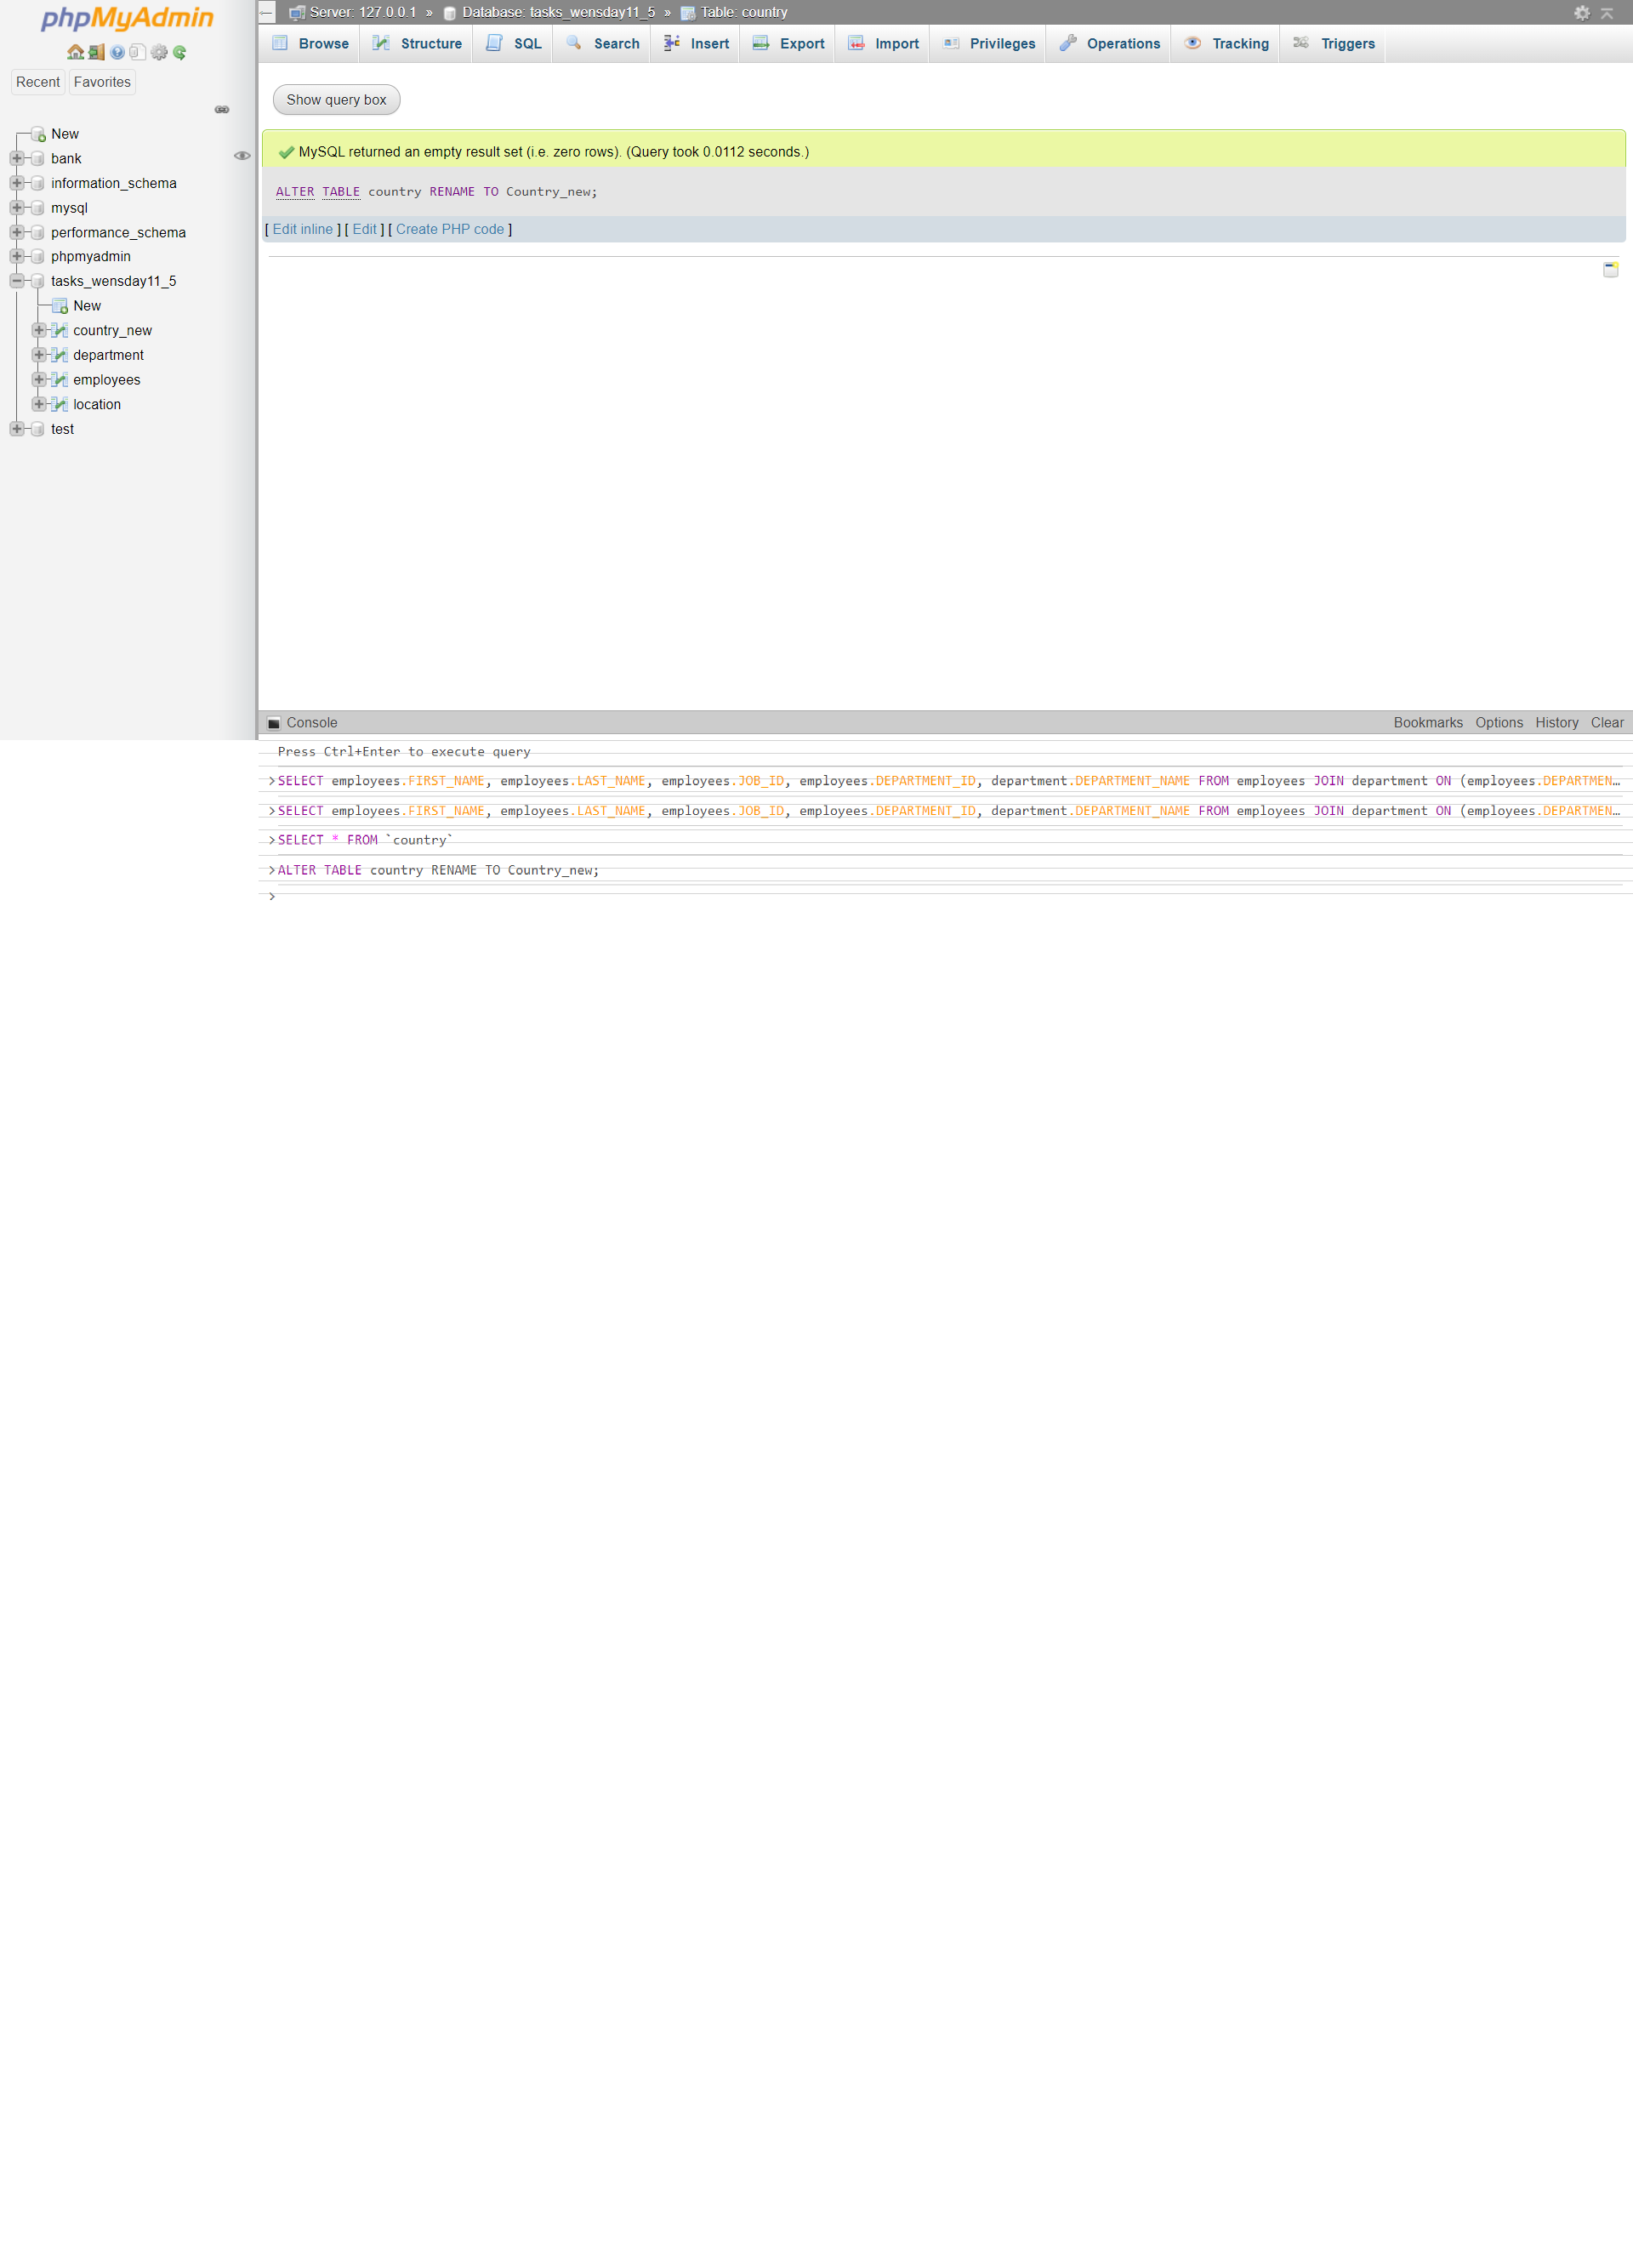 phpMyAdmin
Recent Favorites
New
bank
information_schema
mysql
performance_schema
phpmyadmin
tasks_wensday11_5
New
country_new
department
employees
location
test
Server: 127.0.0.1 » Database: tasks_wensday11_5 » Table: country
Browse Structure SQL Search Insert Export Import Privileges Operations Tracking Triggers
Show query box
MySQL returned an empty result set (i.e. zero rows). (Query took 0.0112 seconds.)
ALTER TABLE country RENAME TO Country_new;
[ Edit inline ] [ Edit ] [ Create PHP code ]
Console Bookmarks Options History Clear
Press Ctrl+Enter to execute query
>SELECT employees.FIRST_NAME, employees.LAST_NAME, employees.JOB_ID, employees.DEPARTMENT_ID, department.DEPARTMENT_NAME FROM employees JOIN department ON (employees.DEPARTMEN…
>SELECT employees.FIRST_NAME, employees.LAST_NAME, employees.JOB_ID, employees.DEPARTMENT_ID, department.DEPARTMENT_NAME FROM employees JOIN department ON (employees.DEPARTMEN…
>SELECT * FROM `country`
>ALTER TABLE country RENAME TO Country_new;
>